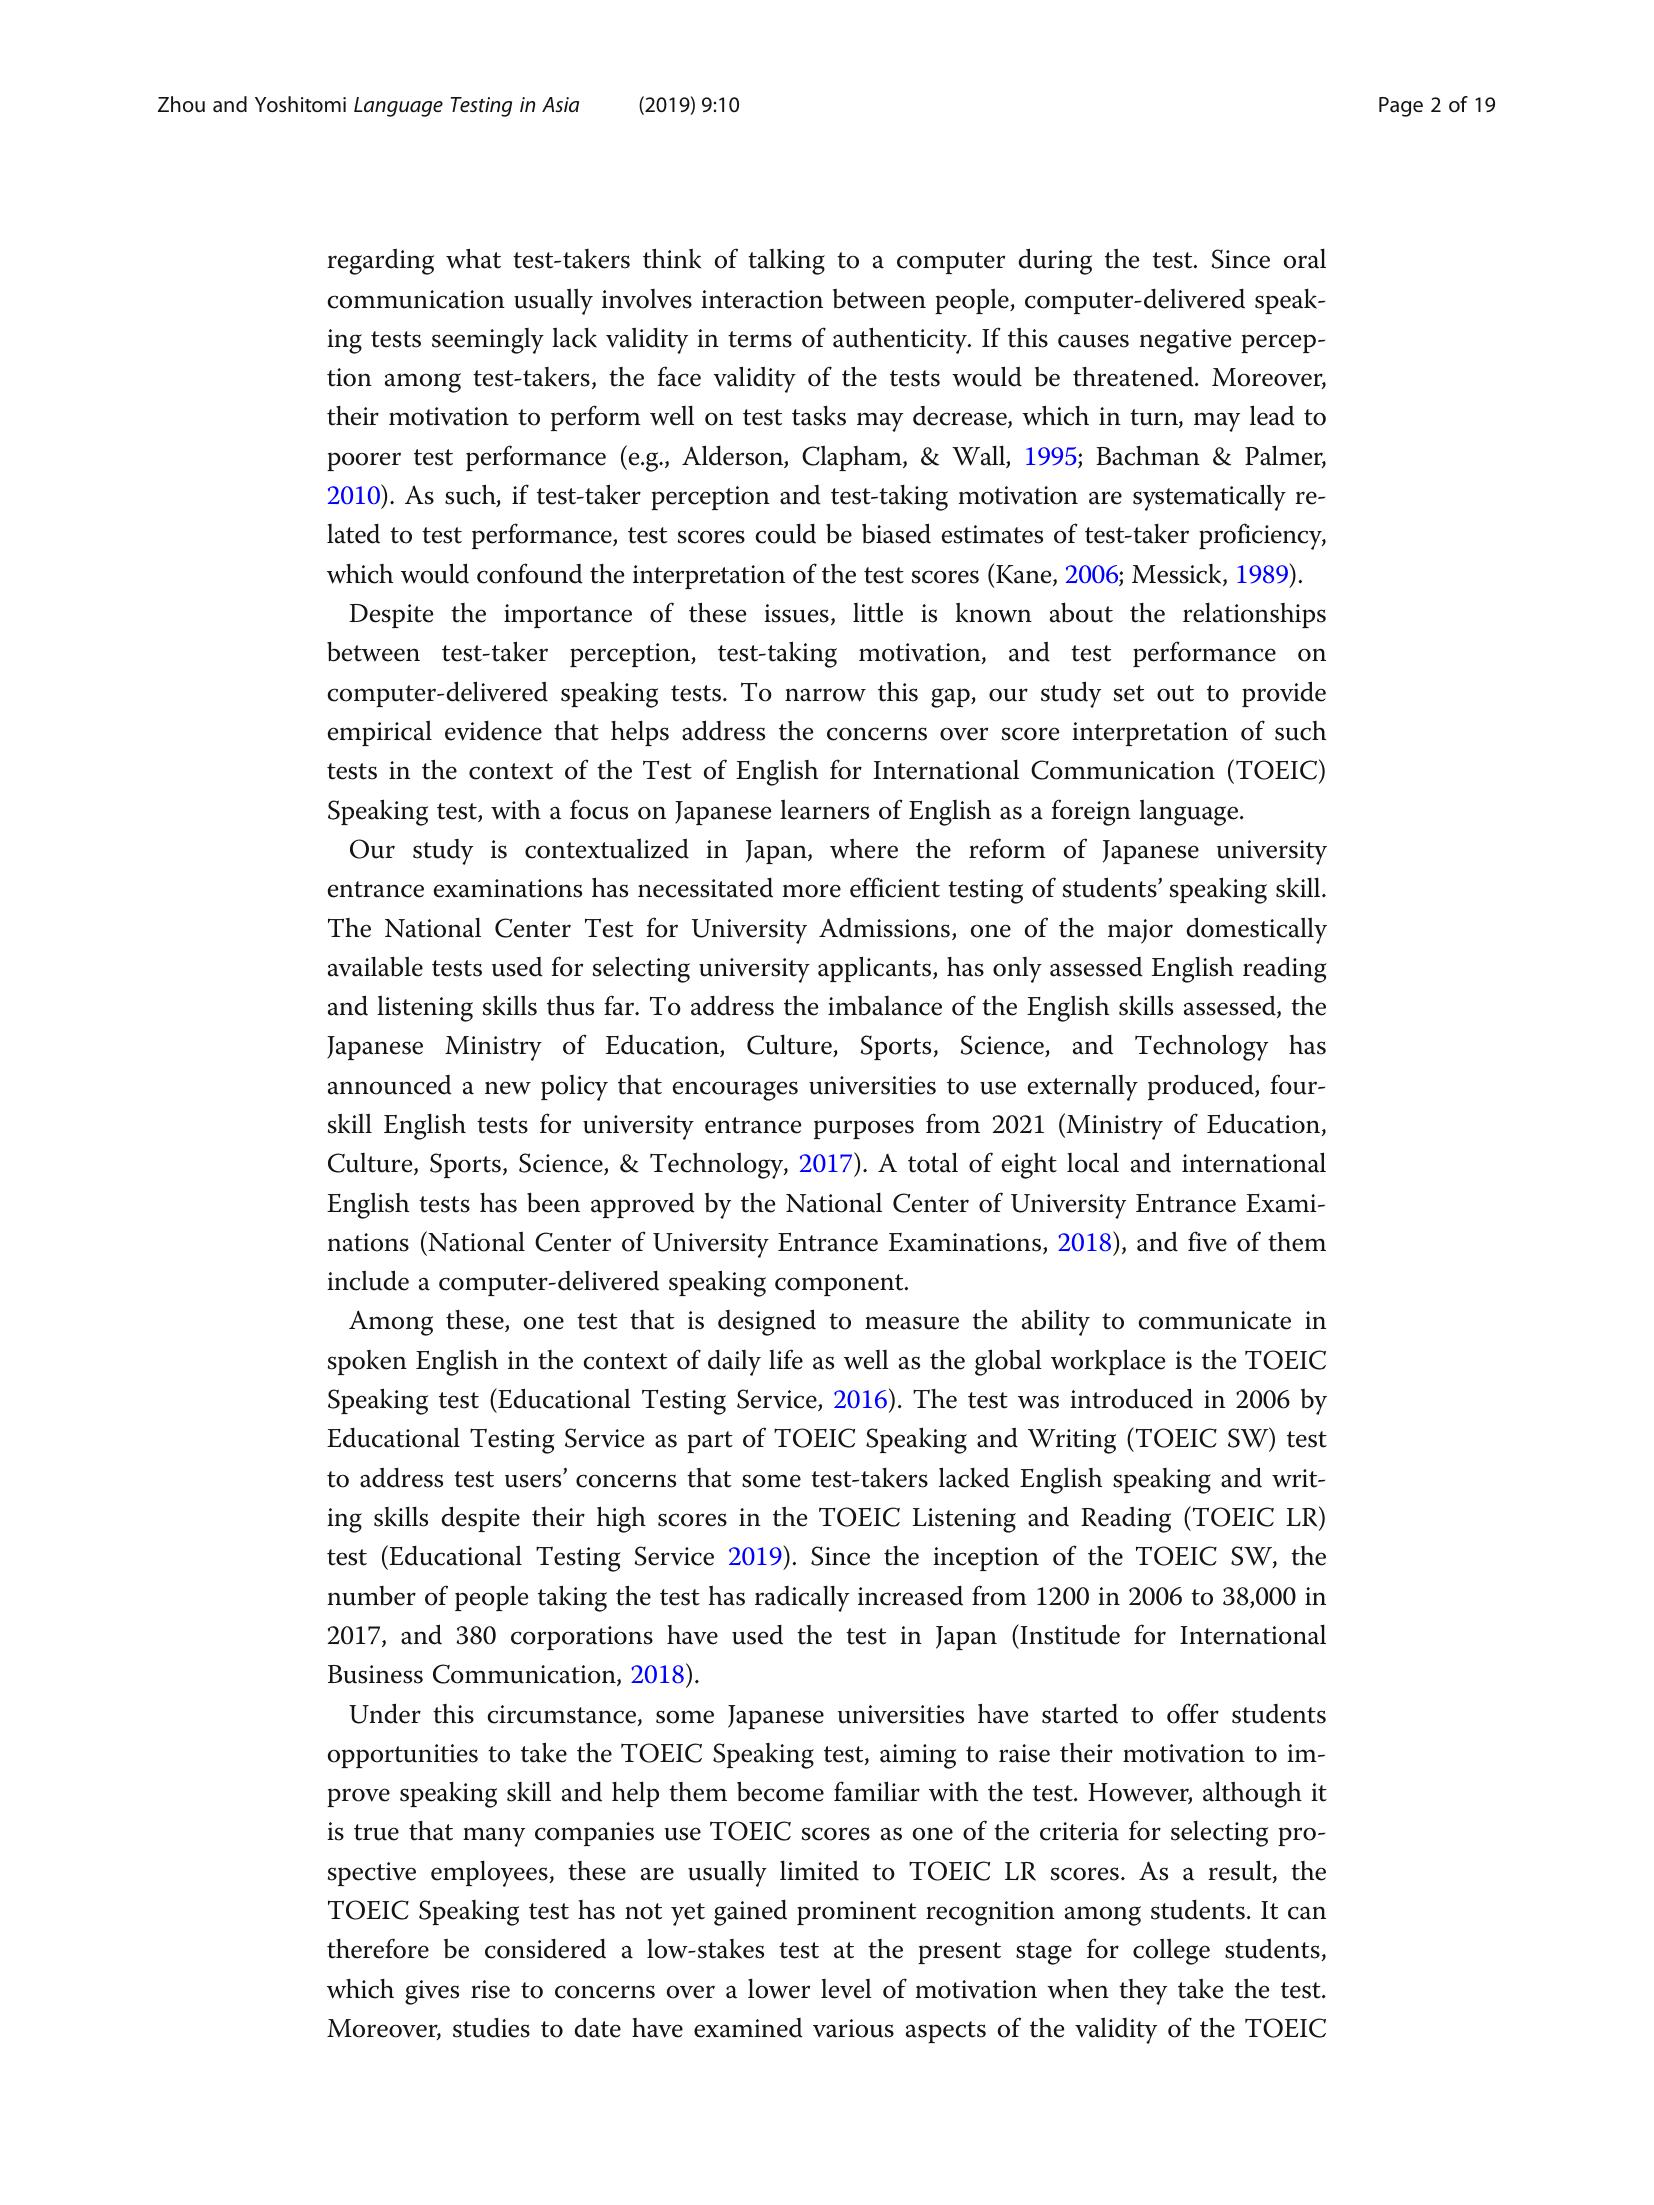 Zhou and Yoshitomi Language Testing in Asia (2019) 9:10 Page 2 of 19
regarding what test-takers think of talking to a computer during the test. Since oral
communication usually involves interaction between people, computer-delivered speak-
ing tests seemingly lack validity in terms of authenticity. If this causes negative percep-
tion among test-takers, the face validity of the tests would be threatened. Moreover,
their motivation to perform well on test tasks may decrease, which in turn, may lead to
poorer test performance (e.g., Alderson, Clapham, & Wall, 1995; Bachman & Palmer,
2010). As such, if test-taker perception and test-taking motivation are systematically re-
lated to test performance, test scores could be biased estimates of test-taker proficiency,
which would confound the interpretation of the test scores (Kane, 2006; Messick, 1989).
Despite the importance of these issues, little is known about the relationships
between test-taker perception, test-taking motivation, and test performance on
computer-delivered speaking tests. To narrow this gap, our study set out to provide
empirical evidence that helps address the concerns over score interpretation of such
tests in the context of the Test of English for International Communication (TOEIC)
Speaking test, with a focus on Japanese learners of English as a foreign language.
Our study is contextualized in Japan, where the reform of Japanese university
entrance examinations has necessitated more efficient testing of students’ speaking skill.
The National Center Test for University Admissions, one of the major domestically
available tests used for selecting university applicants, has only assessed English reading
and listening skills thus far. To address the imbalance of the English skills assessed, the
Japanese Ministry of Education, Culture, Sports, Science, and Technology has
announced a new policy that encourages universities to use externally produced, four-
skill English tests for university entrance purposes from 2021 (Ministry of Education,
Culture, Sports, Science, & Technology, 2017). A total of eight local and international
English tests has been approved by the National Center of University Entrance Exami-
nations (National Center of University Entrance Examinations, 2018), and five of them
include a computer-delivered speaking component.
Among these, one test that is designed to measure the ability to communicate in
spoken English in the context of daily life as well as the global workplace is the TOEIC
Speaking test (Educational Testing Service, 2016). The test was introduced in 2006 by
Educational Testing Service as part of TOEIC Speaking and Writing (TOEIC SW) test
to address test users’ concerns that some test-takers lacked English speaking and writ-
ing skills despite their high scores in the TOEIC Listening and Reading (TOEIC LR)
test (Educational Testing Service 2019). Since the inception of the TOEIC SW, the
number of people taking the test has radically increased from 1200 in 2006 to 38,000 in
2017, and 380 corporations have used the test in Japan (Institute for International
Business Communication, 2018).
Under this circumstance, some Japanese universities have started to offer students
opportunities to take the TOEIC Speaking test, aiming to raise their motivation to im-
prove speaking skill and help them become familiar with the test. However, although it
is true that many companies use TOEIC scores as one of the criteria for selecting pro-
spective employees, these are usually limited to TOEIC LR scores. As a result, the
TOEIC Speaking test has not yet gained prominent recognition among students. It can
therefore be considered a low-stakes test at the present stage for college students,
which gives rise to concerns over a lower level of motivation when they take the test.
Moreover, studies to date have examined various aspects of the validity of the TOEIC